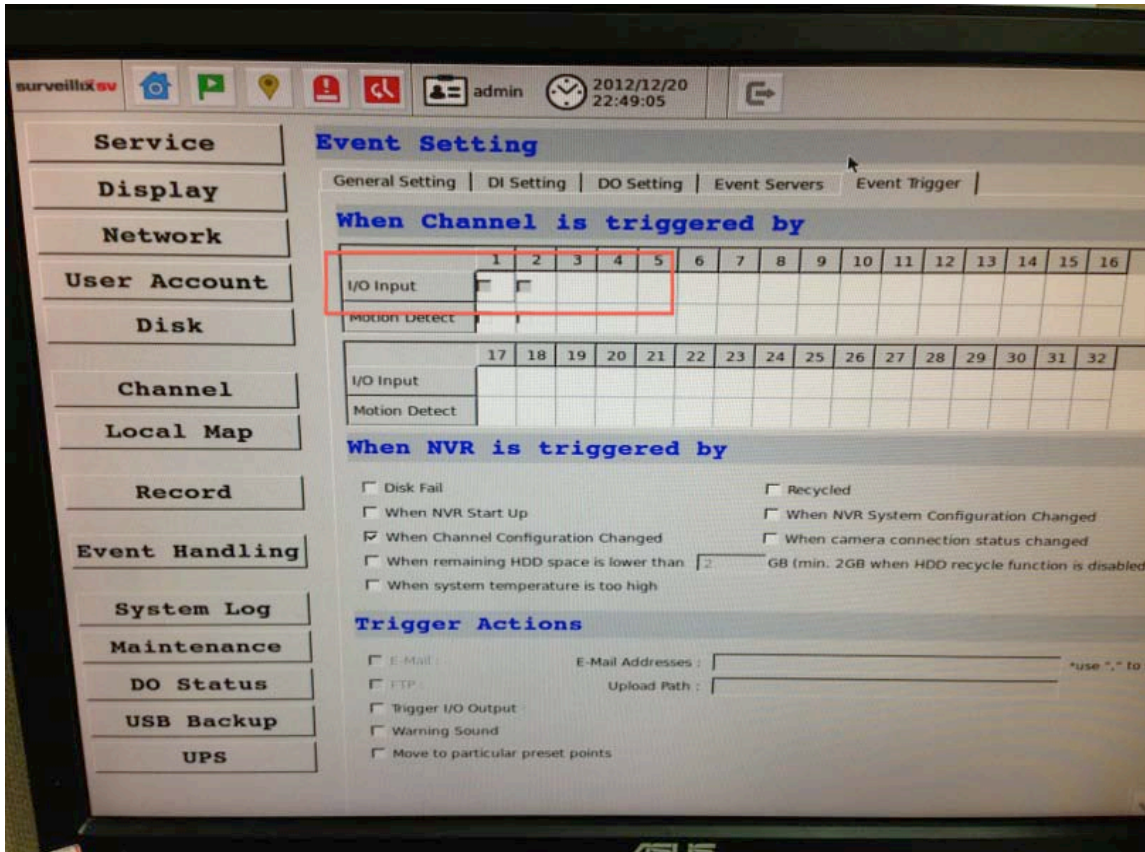 surveillixsv admin 2012/12/20
22:49:05
Service
Display
Network
User Account
Disk
Channel
Local Map
Record
Event Handling
System Log
Maintenance
DO Status
USB Backup
UPS
Event Setting
General Setting DI Setting DO Setting Event Servers Event Trigger
When Channel is triggered by
1 2 3 4 5 6 7 8 9 10 11 12 13 14 15 16
I/O Input
Motion Detect
17 18 19 20 21 22 23 24 25 26 27 28 29 30 31 32
I/O Input
Motion Detect
When NVR is triggered by
Disk Fail Recycled
When NVR Start Up When NVR System Configuration Changed
When Channel Configuration Changed When camera connection status changed
When remaining HDD space is lower than 2 GB (min. 2GB when HDD recycle function is disabled
When system temperature is too high
Trigger Actions
E-Mail : E-Mail Addresses : *use "," to
FTP : Upload Path :
Trigger I/O Output
Warning Sound
Move to particular preset points
ASUS